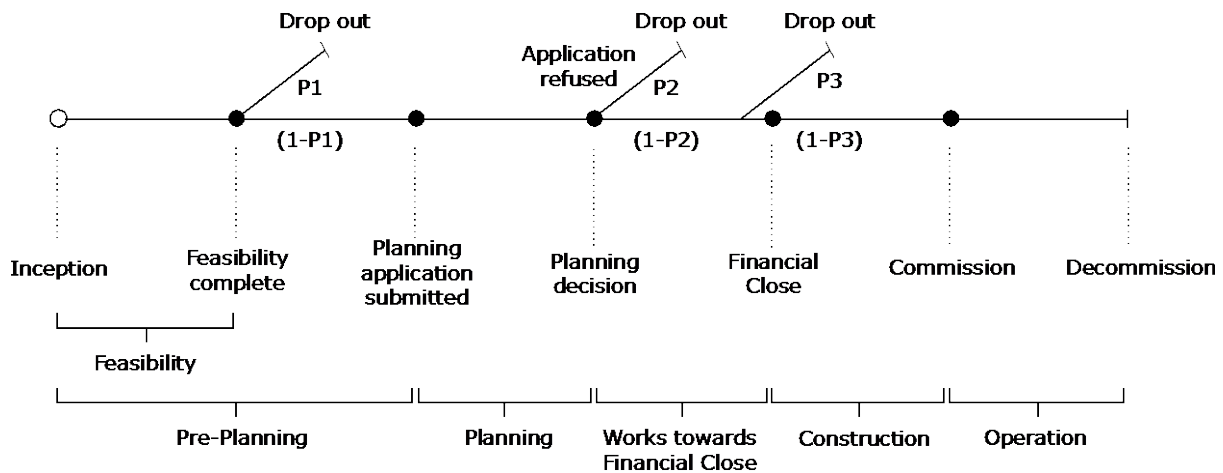 Drop out
Drop out
Drop out
Application
refused
P1
P2
P3
(1-P1)
(1-P2)
(1-P3)
Inception
Feasibility
complete
Planning
application
submitted
Planning
decision
Financial
Close
Commission
Decommission
Feasibility
Pre-Planning
Planning
Works towards
Financial Close
Construction
Operation